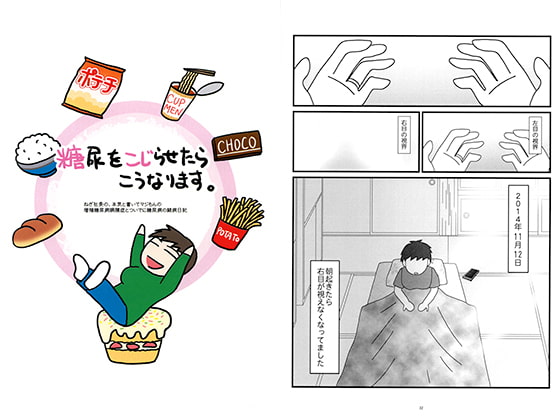 ポテチ
CUP
MEN
CHOCO
糖尿をこじらせたら
こうなります。
POTATO
左目の視界
右目の視界
2014年11月12日
朝起きたら
右目が視えなくなってました